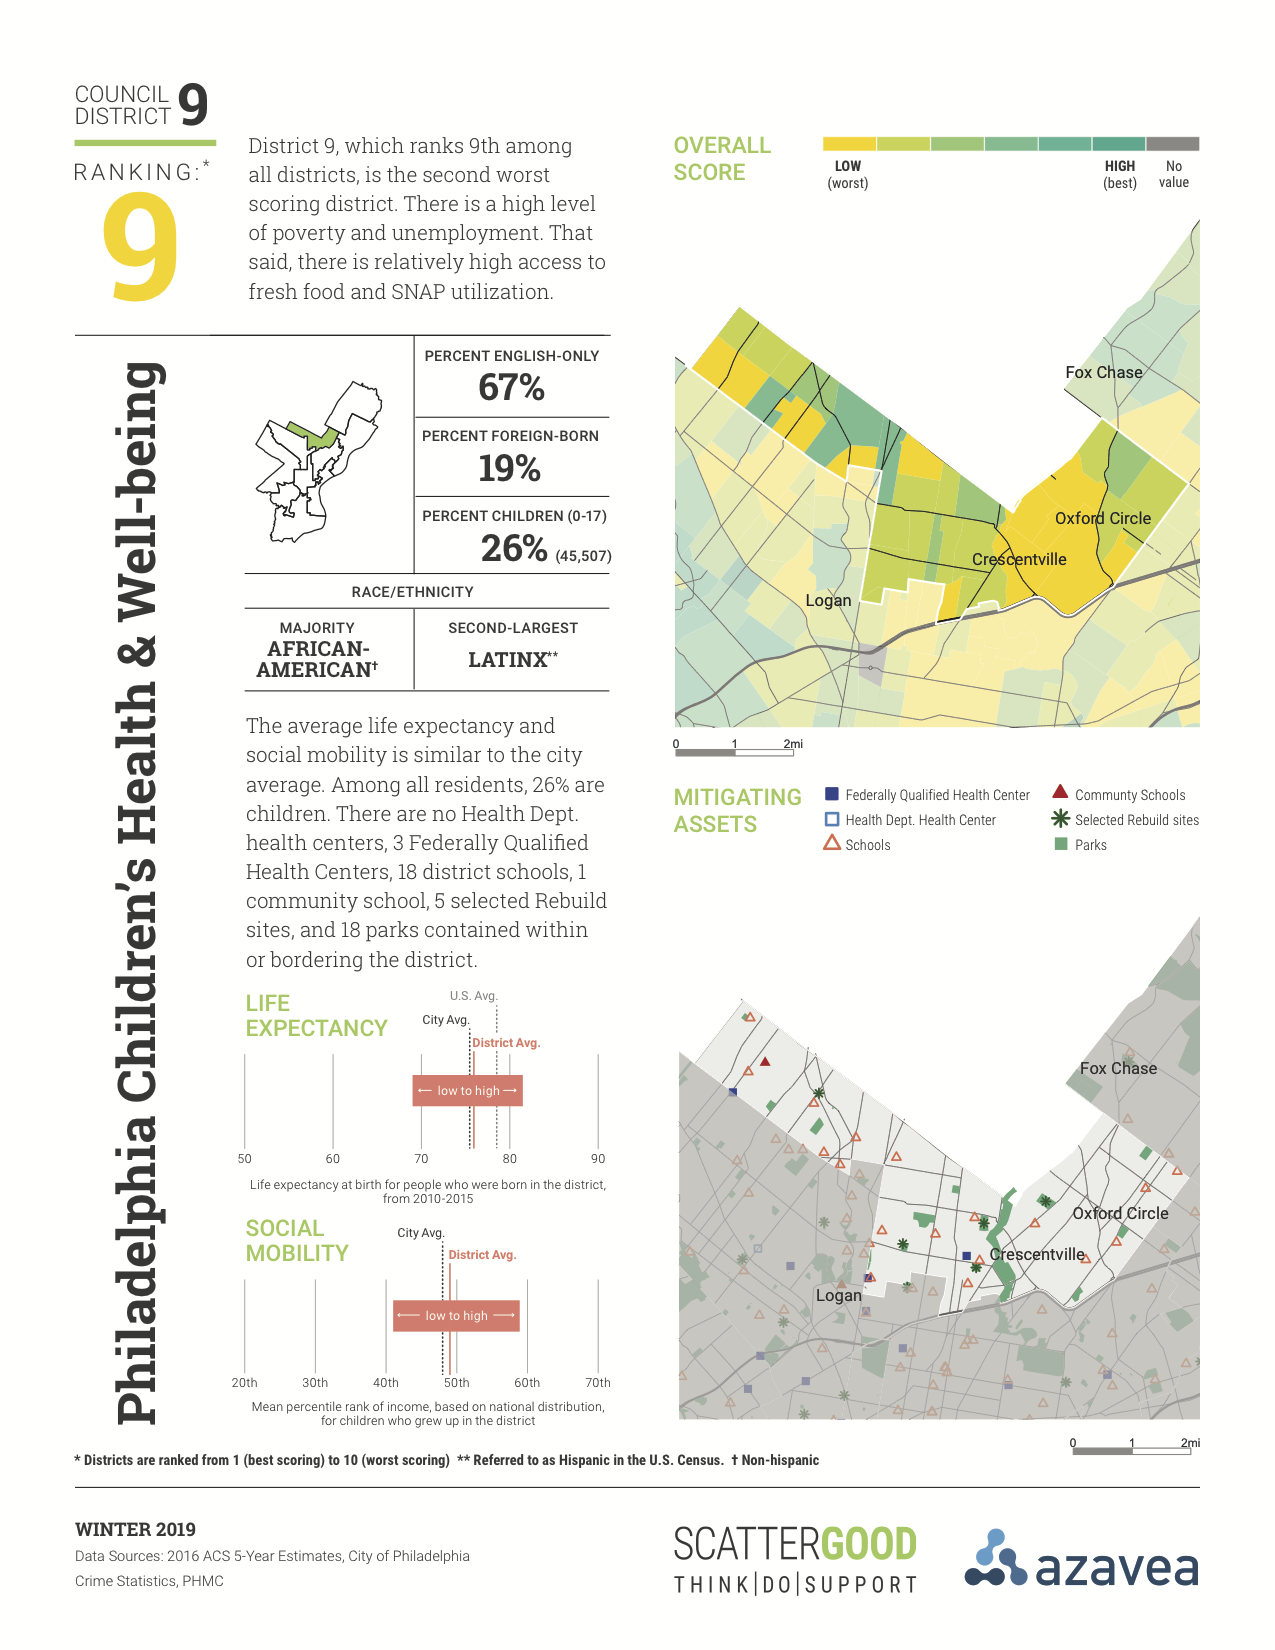 COUNCIL
DISTRICT 9
RANKING:*
9
District 9, which ranks 9th among
all districts, is the second worst
scoring district. There is a high level
of poverty and unemployment. That
said, there is relatively high access to
fresh food and SNAP utilization.
Philadelphia Children's Health & Well-being
PERCENT ENGLISH-ONLY
67%
PERCENT FOREIGN-BORN
19%
PERCENT CHILDREN (0-17)
26% (45,507)
RACE/ETHNICITY
MAJORITY
AFRICAN-
AMERICAN†
SECOND-LARGEST
LATINX**
The average life expectancy and
social mobility is similar to the city
average. Among all residents, 26% are
children. There are no Health Dept.
health centers, 3 Federally Qualified
Health Centers, 18 district schools, 1
community school, 5 selected Rebuild
sites, and 18 parks contained within
or bordering the district.
LIFE
EXPECTANCY
U.S. Avg.
City Avg.
District Avg.
← low to high →
50 60 70 80 90
Life expectancy at birth for people who were born in the district,
from 2010-2015
SOCIAL
MOBILITY
City Avg.
District Avg.
← low to high →
20th 30th 40th 50th 60th 70th
Mean percentile rank of income, based on national distribution,
for children who grew up in the district
OVERALL
SCORE
LOW
(worst)
HIGH
(best)
No
value
Fox Chase
Oxford Circle
Crescentville
Logan
0 1 2mi
MITIGATING
ASSETS
Federally Qualified Health Center
Health Dept. Health Center
Schools
Communty Schools
Selected Rebuild sites
Parks
Fox Chase
Oxford Circle
Crescentville
Logan
0 1 2mi
* Districts are ranked from 1 (best scoring) to 10 (worst scoring) ** Referred to as Hispanic in the U.S. Census. † Non-hispanic
WINTER 2019
Data Sources: 2016 ACS 5-Year Estimates, City of Philadelphia
Crime Statistics, PHMC
SCATTERGOOD
THINK|DO|SUPPORT
azavea